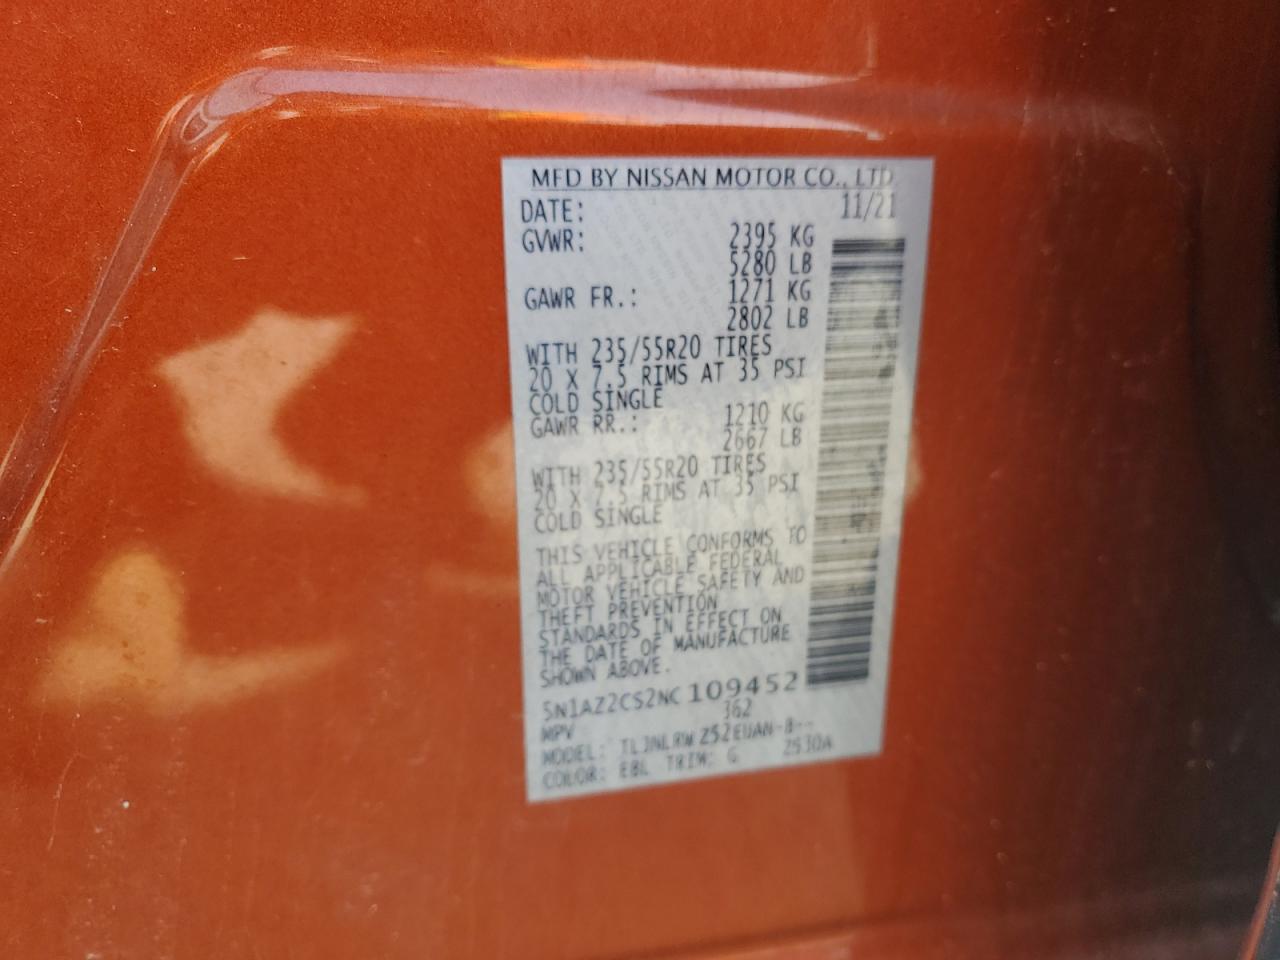 MFD BY NISSAN MOTOR CO., LTD.
DATE: 11/21
GVWR: 2395 KG
5280 LB
GAWR FR.: 1271 KG
2802 LB
WITH 235/55R20 TIRES
20 X 7.5 RIMS AT 35 PSI
COLD SINGLE
GAWR RR.: 1210 KG
2667 LB
WITH 235/55R20 TIRES
20 X 7.5 RIMS AT 35 PSI
COLD SINGLE
THIS VEHICLE CONFORMS TO
ALL APPLICABLE FEDERAL
MOTOR VEHICLE SAFETY AND
THEFT PREVENTION
STANDARDS IN EFFECT ON
THE DATE OF MANUFACTURE
SHOWN ABOVE.
5N1AZ2CS2NC109452
MPV 362
MODEL:
COLOR: EBL TRIM: G